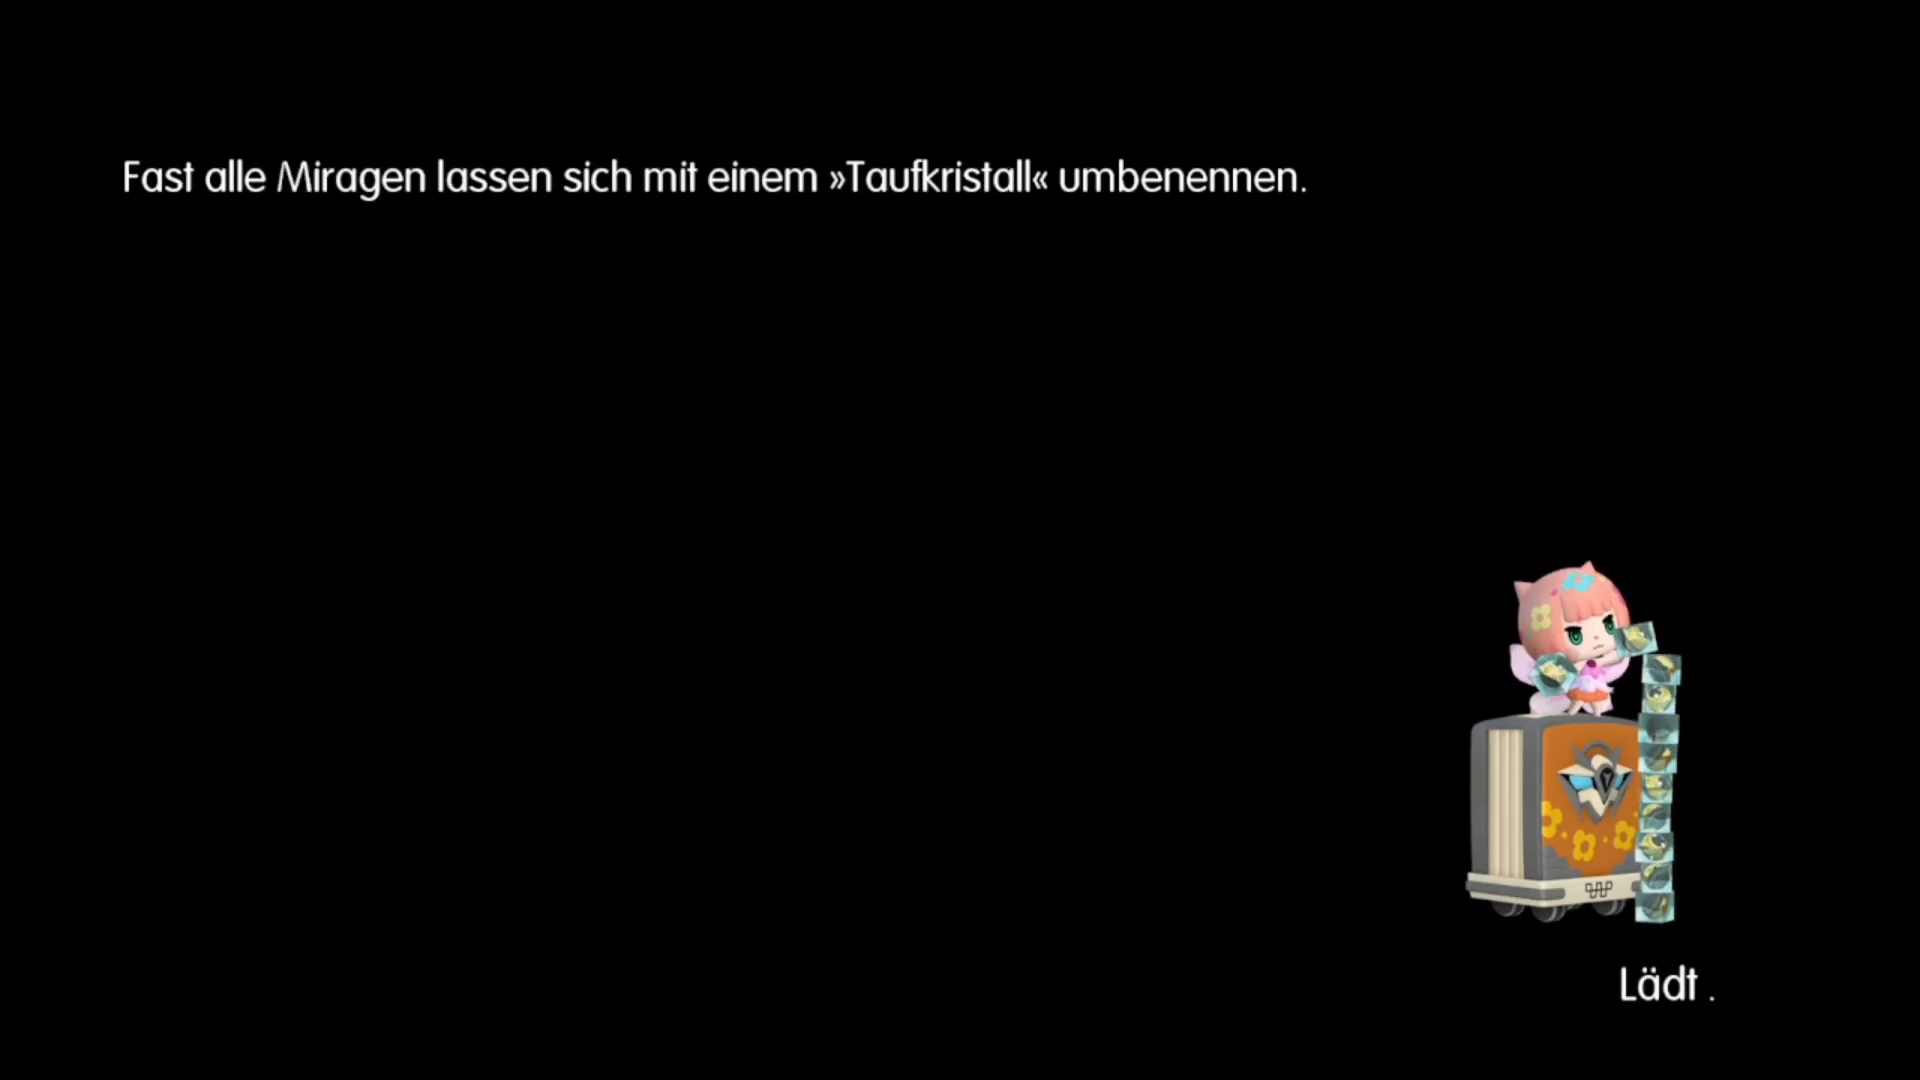 Fast alle Miragen lassen sich mit einem »Taufkristall« umbenennen.
Lädt .